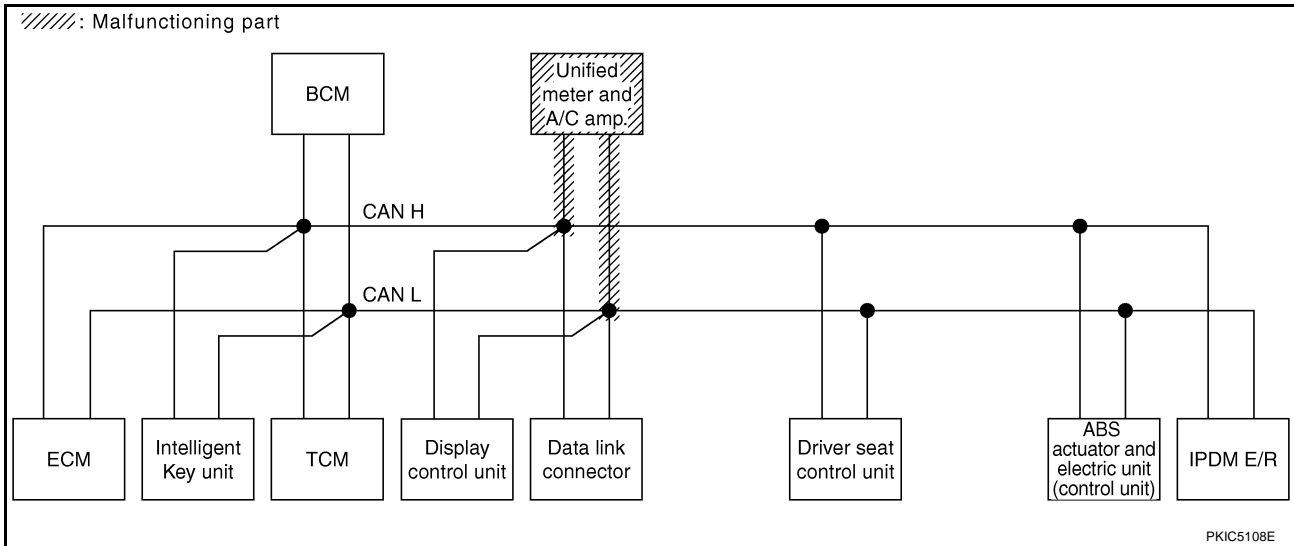 : Malfunctioning part
BCM
Unified
meter and
A/C amp.
CAN H
CAN L
ECM
Intelligent
Key unit
TCM
Display
control unit
Data link
connector
Driver seat
control unit
ABS
actuator and
electric unit
(control unit)
IPDM E/R
PKIC5108E